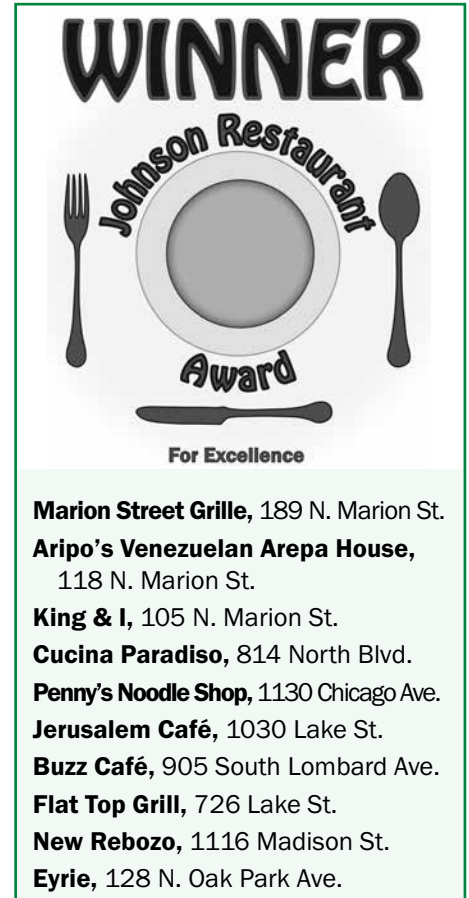 WINNER
Johnson Restaurant
Award
For Excellence
Marion Street Grille, 189 N. Marion St.
Aripo's Venezuelan Arepa House,
118 N. Marion St.
King & I, 105 N. Marion St.
Cucina Paradiso, 814 North Blvd.
Penny's Noodle Shop, 1130 Chicago Ave.
Jerusalem Café, 1030 Lake St.
Buzz Café, 905 South Lombard Ave.
Flat Top Grill, 726 Lake St.
New Rebozo, 1116 Madison St.
Eyrie, 128 N. Oak Park Ave.